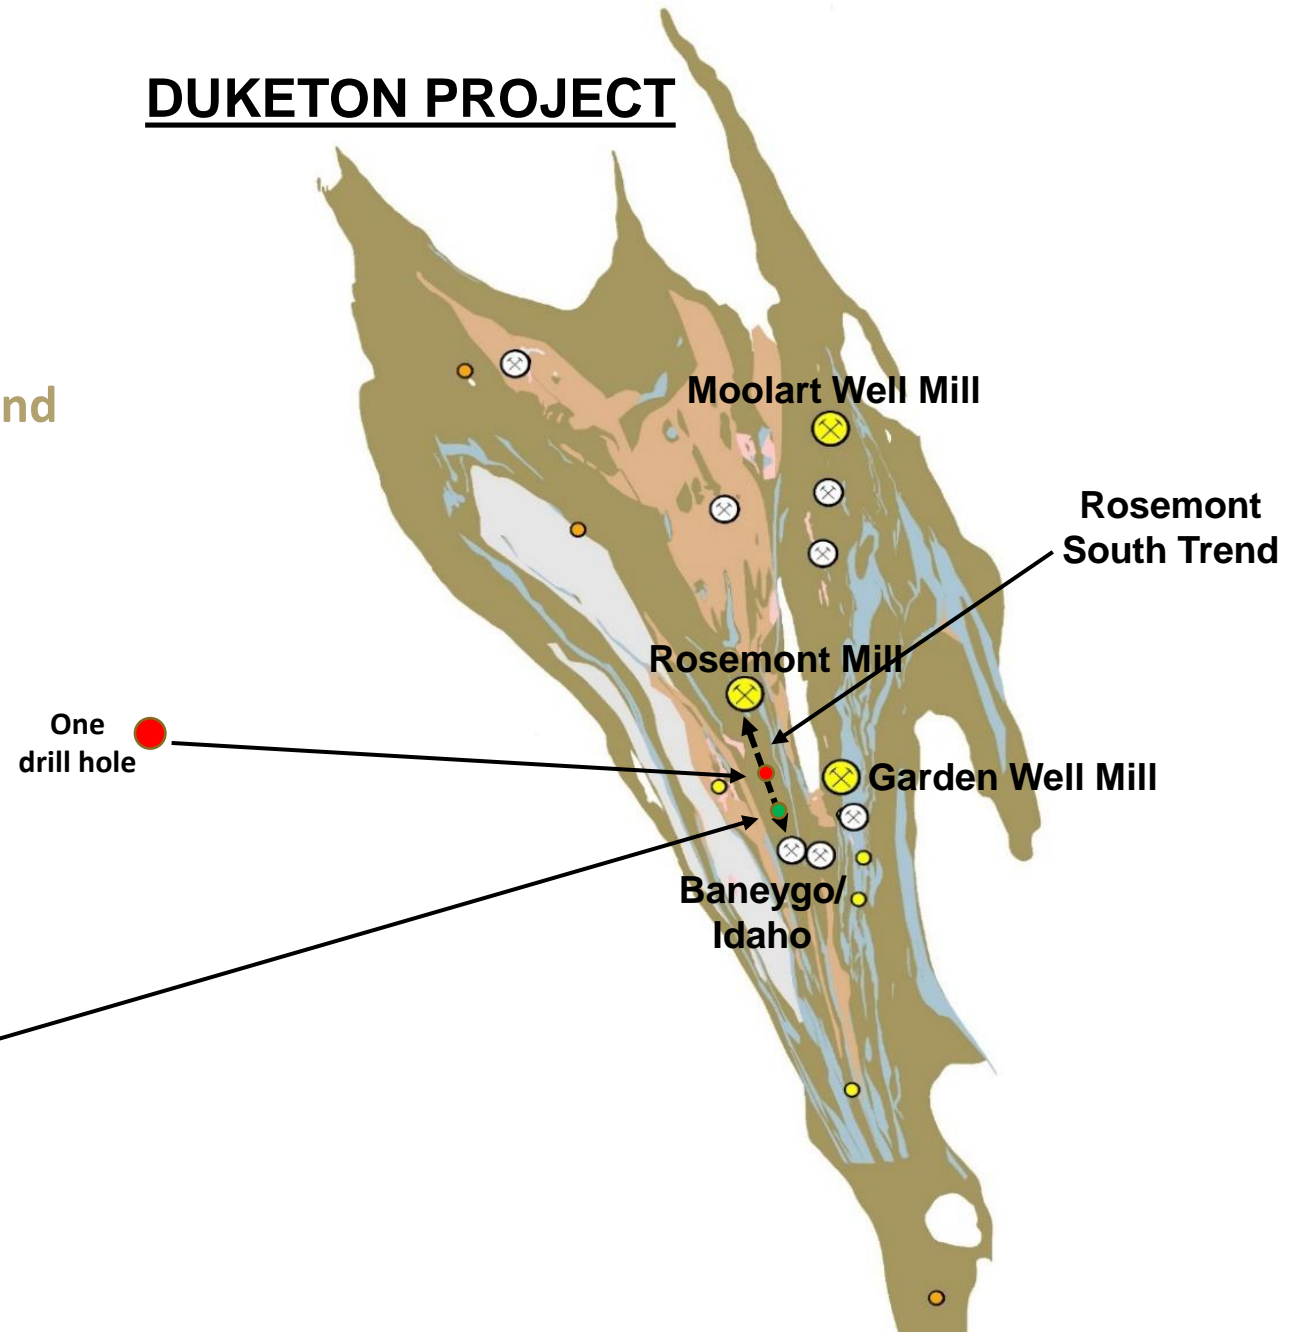 DUKETON PROJECT
nd
Moolart Well Mill
Rosemont
South Trend
Rosemont Mill
One
drill hole
Garden Well Mill
Baneygo/
Idaho